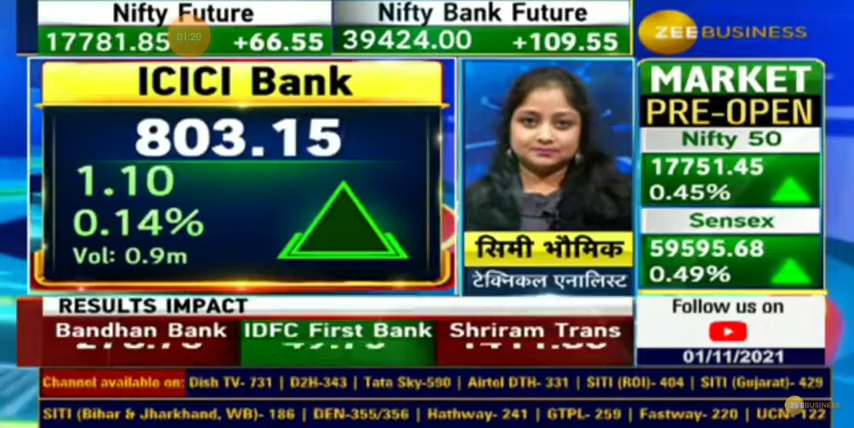 Nifty Future
17781.85
+66.55
Nifty Bank Future
39424.00
+109.55
ZEE BUSINESS
01:20
ICICI Bank
803.15
1.10
0.14%
Vol: 0.9m
सिमी भौमिक
टेक्निकल एनालिस्ट
MARKET
PRE-OPEN
Nifty 50
17751.45
0.45%
Sensex
59595.68
0.49%
RESULTS IMPACT
Bandhan Bank
IDFC First Bank
Shriram Trans
Follow us on
01/11/2021
Channel available on: Dish TV- 731 | D2H-343 | Tata Sky-590 | Airtel DTH- 331 | SITI (ROI)- 404 | SITI (Gujarat)- 429
SITI (Bihar & Jharkhand, WB)- 186 | DEN-355/356 | Hathway- 241 | GTPL- 259 | Fastway- 220 | UCN-122
ZEE BUSINESS